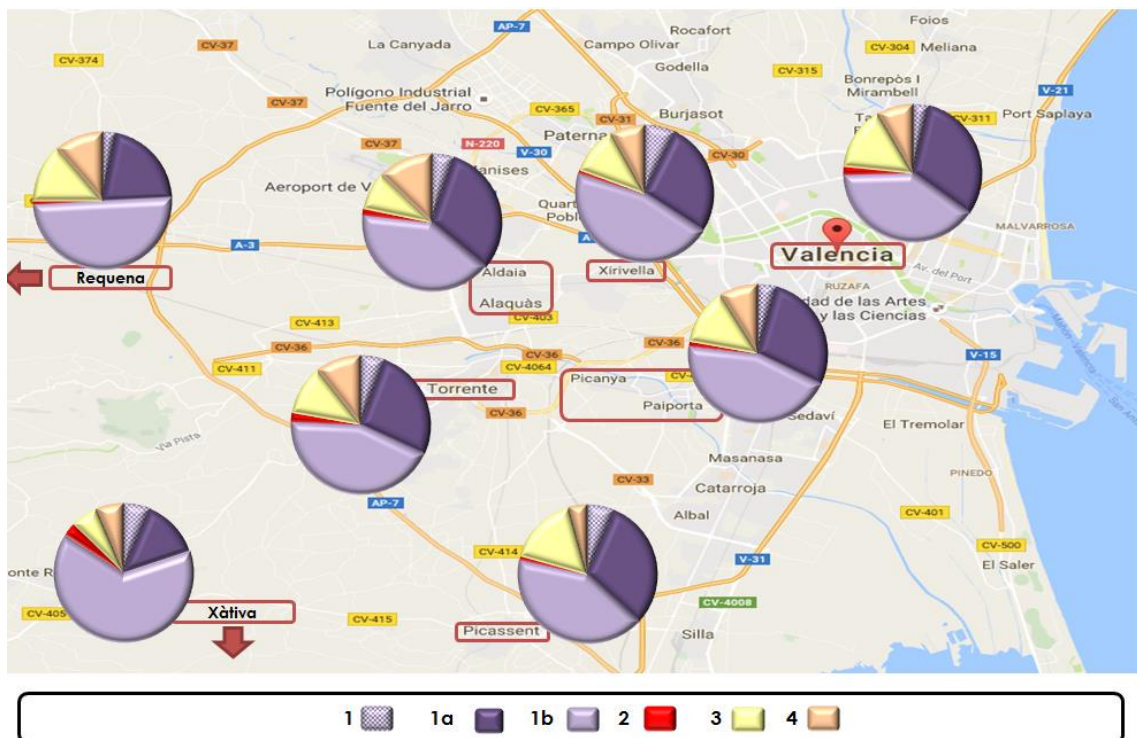 Foios
Rocafort
AP-7
CV-37
La Canyada
Campo Olivar
CV-304
Meliana
CV-374
Godella
CV-315
Bonrepòs I
Mirambell
Polígono Industrial
Fuente del Jarro
V-21
CV-37
CV-365
Burjasot
CV-31
CV-311
Port Saplaya
Paterna
N-220
CV-37
V-30
CV-30
Aeroport de
Quart
Poble
MALVARROSA
A-3
Valencia
Requena
Aldaia
Xirivella
Av. del Port
RUZAFA
Alaquàs
de las Artes
y las Ciencias
CV-403
CV-413
CV-36
CV-36
CV-36
V-15
CV-411
CV-4064
Picanya
Torrente
Paiporta
CV-36
Sedaví
El Tremolar
Vía Pista
Masanasa
PINEDO
CV-33
Catarroja
AP-7
Albal
CV-401
CV-414
CV-500
V-31
El Saler
Xàtiva
CV-405
CV-415
CV-4008
Picassent
Silla
1 1a 1b 2 3 4